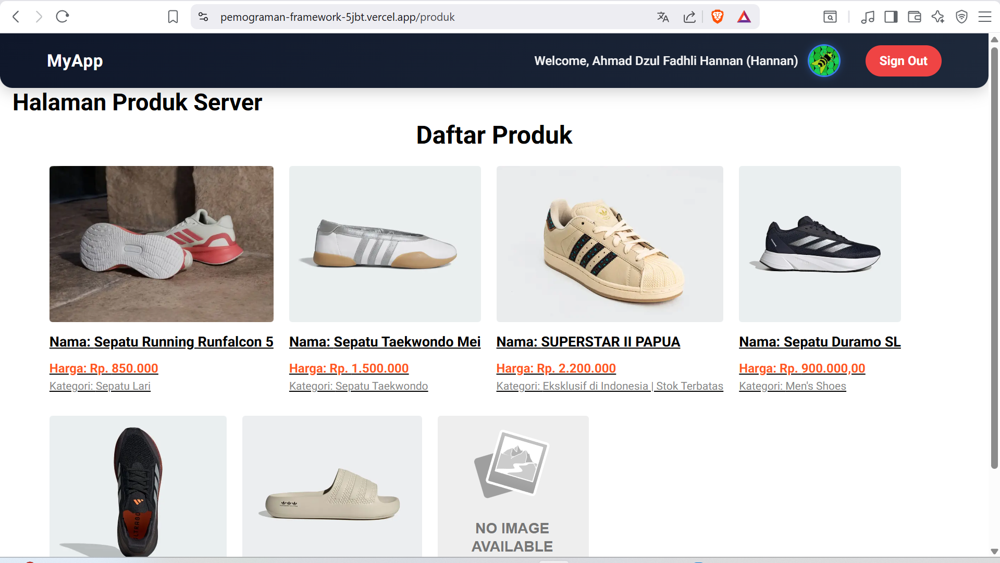 pemograman-framework-5jbt.vercel.app/produk
MyApp
Welcome, Ahmad Dzul Fadhli Hannan (Hannan)
Sign Out
Halaman Produk Server
Daftar Produk
Nama: Sepatu Running Runfalcon 5
Harga: Rp. 850.000
Kategori: Sepatu Lari
Nama: Sepatu Taekwondo Mei
Harga: Rp. 1.500.000
Kategori: Sepatu Taekwondo
Nama: SUPERSTAR II PAPUA
Harga: Rp. 2.200.000
Kategori: Eksklusif di Indonesia | Stok Terbatas
Nama: Sepatu Duramo SL
Harga: Rp. 900.000,00
Kategori: Men's Shoes
NO IMAGE
AVAILABLE